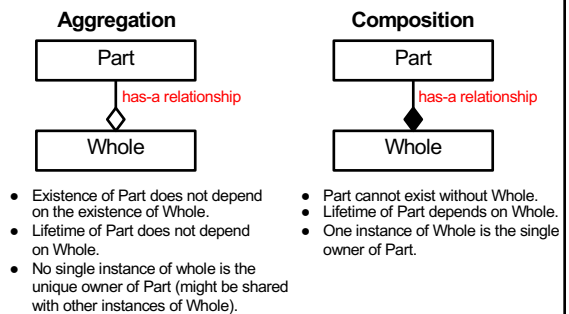 Aggregation
Part
has-a relationship
Whole
● Existence of Part does not depend
on the existence of Whole.
● Lifetime of Part does not depend
on Whole.
● No single instance of whole is the
unique owner of Part (might be shared
with other instances of Whole).
Composition
Part
has-a relationship
Whole
● Part cannot exist without Whole.
● Lifetime of Part depends on Whole.
● One instance of Whole is the single
owner of Part.